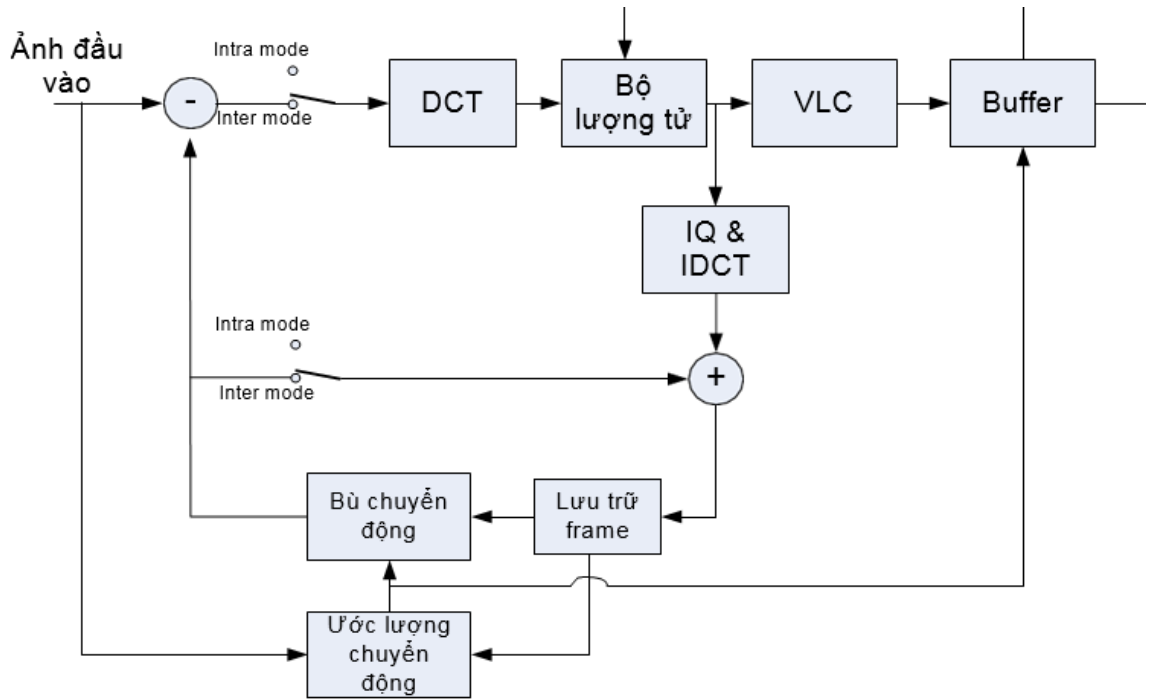 Ảnh đầu
vào
Intra mode
-
Inter mode
DCT
Bộ
lượng tử
VLC
Buffer
IQ &
IDCT
Intra mode
Inter mode
+
Bù chuyển
động
Lưu trữ
frame
Ước lượng
chuyển
động